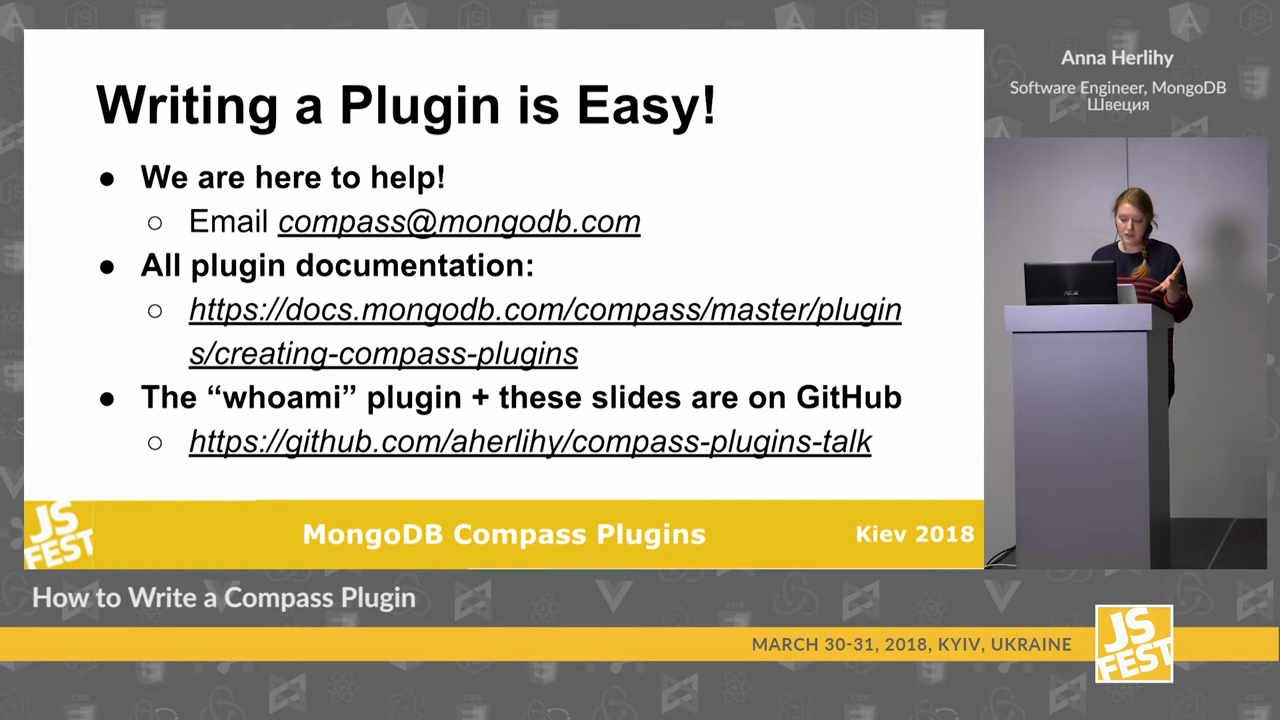 Writing a Plugin is Easy!
● We are here to help!
○ Email compass@mongodb.com
● All plugin documentation:
○ https://docs.mongodb.com/compass/master/plugin
s/creating-compass-plugins
● The “whoami” plugin + these slides are on GitHub
○ https://github.com/aherlihy/compass-plugins-talk
JS
FEST
MongoDB Compass Plugins
Kiev 2018
Anna Herlihy
Software Engineer, MongoDB
Швеция
ASUS
How to Write a Compass Plugin
MARCH 30-31, 2018, KYIV, UKRAINE
JS
FEST